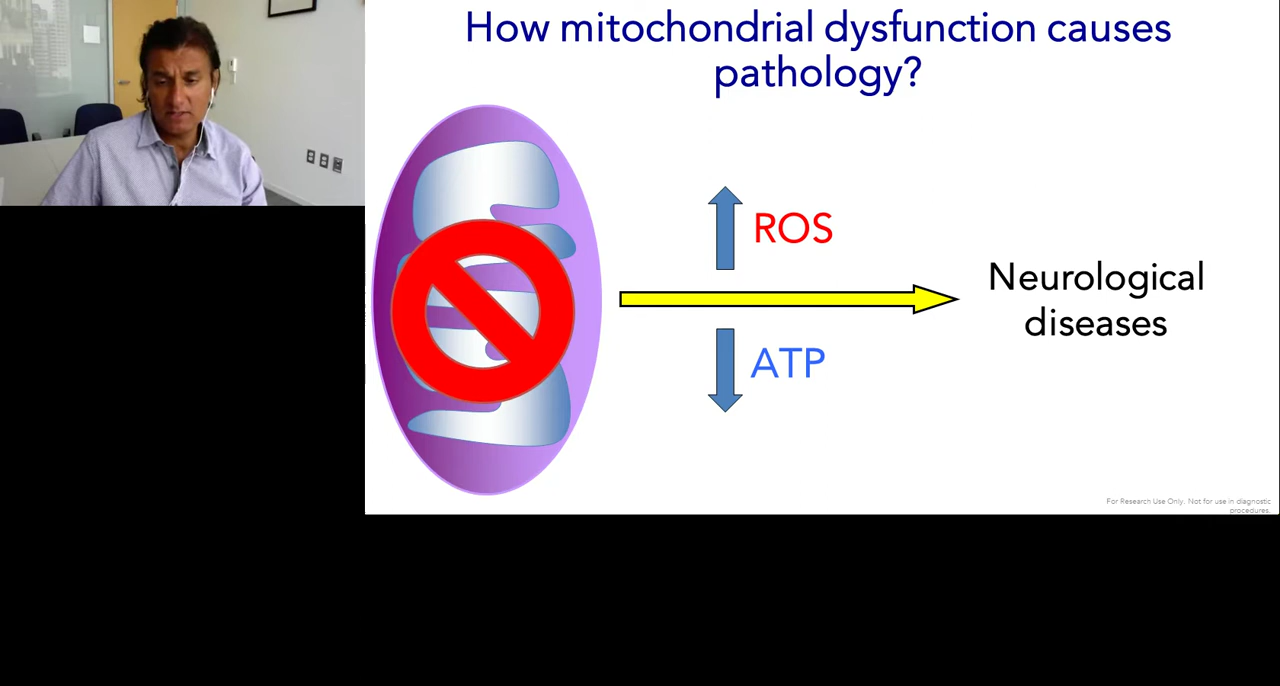 How mitochondrial dysfunction causes
pathology?
ROS
Neurological
diseases
ATP
For Research Use Only. Not for use in diagnostic
procedures.